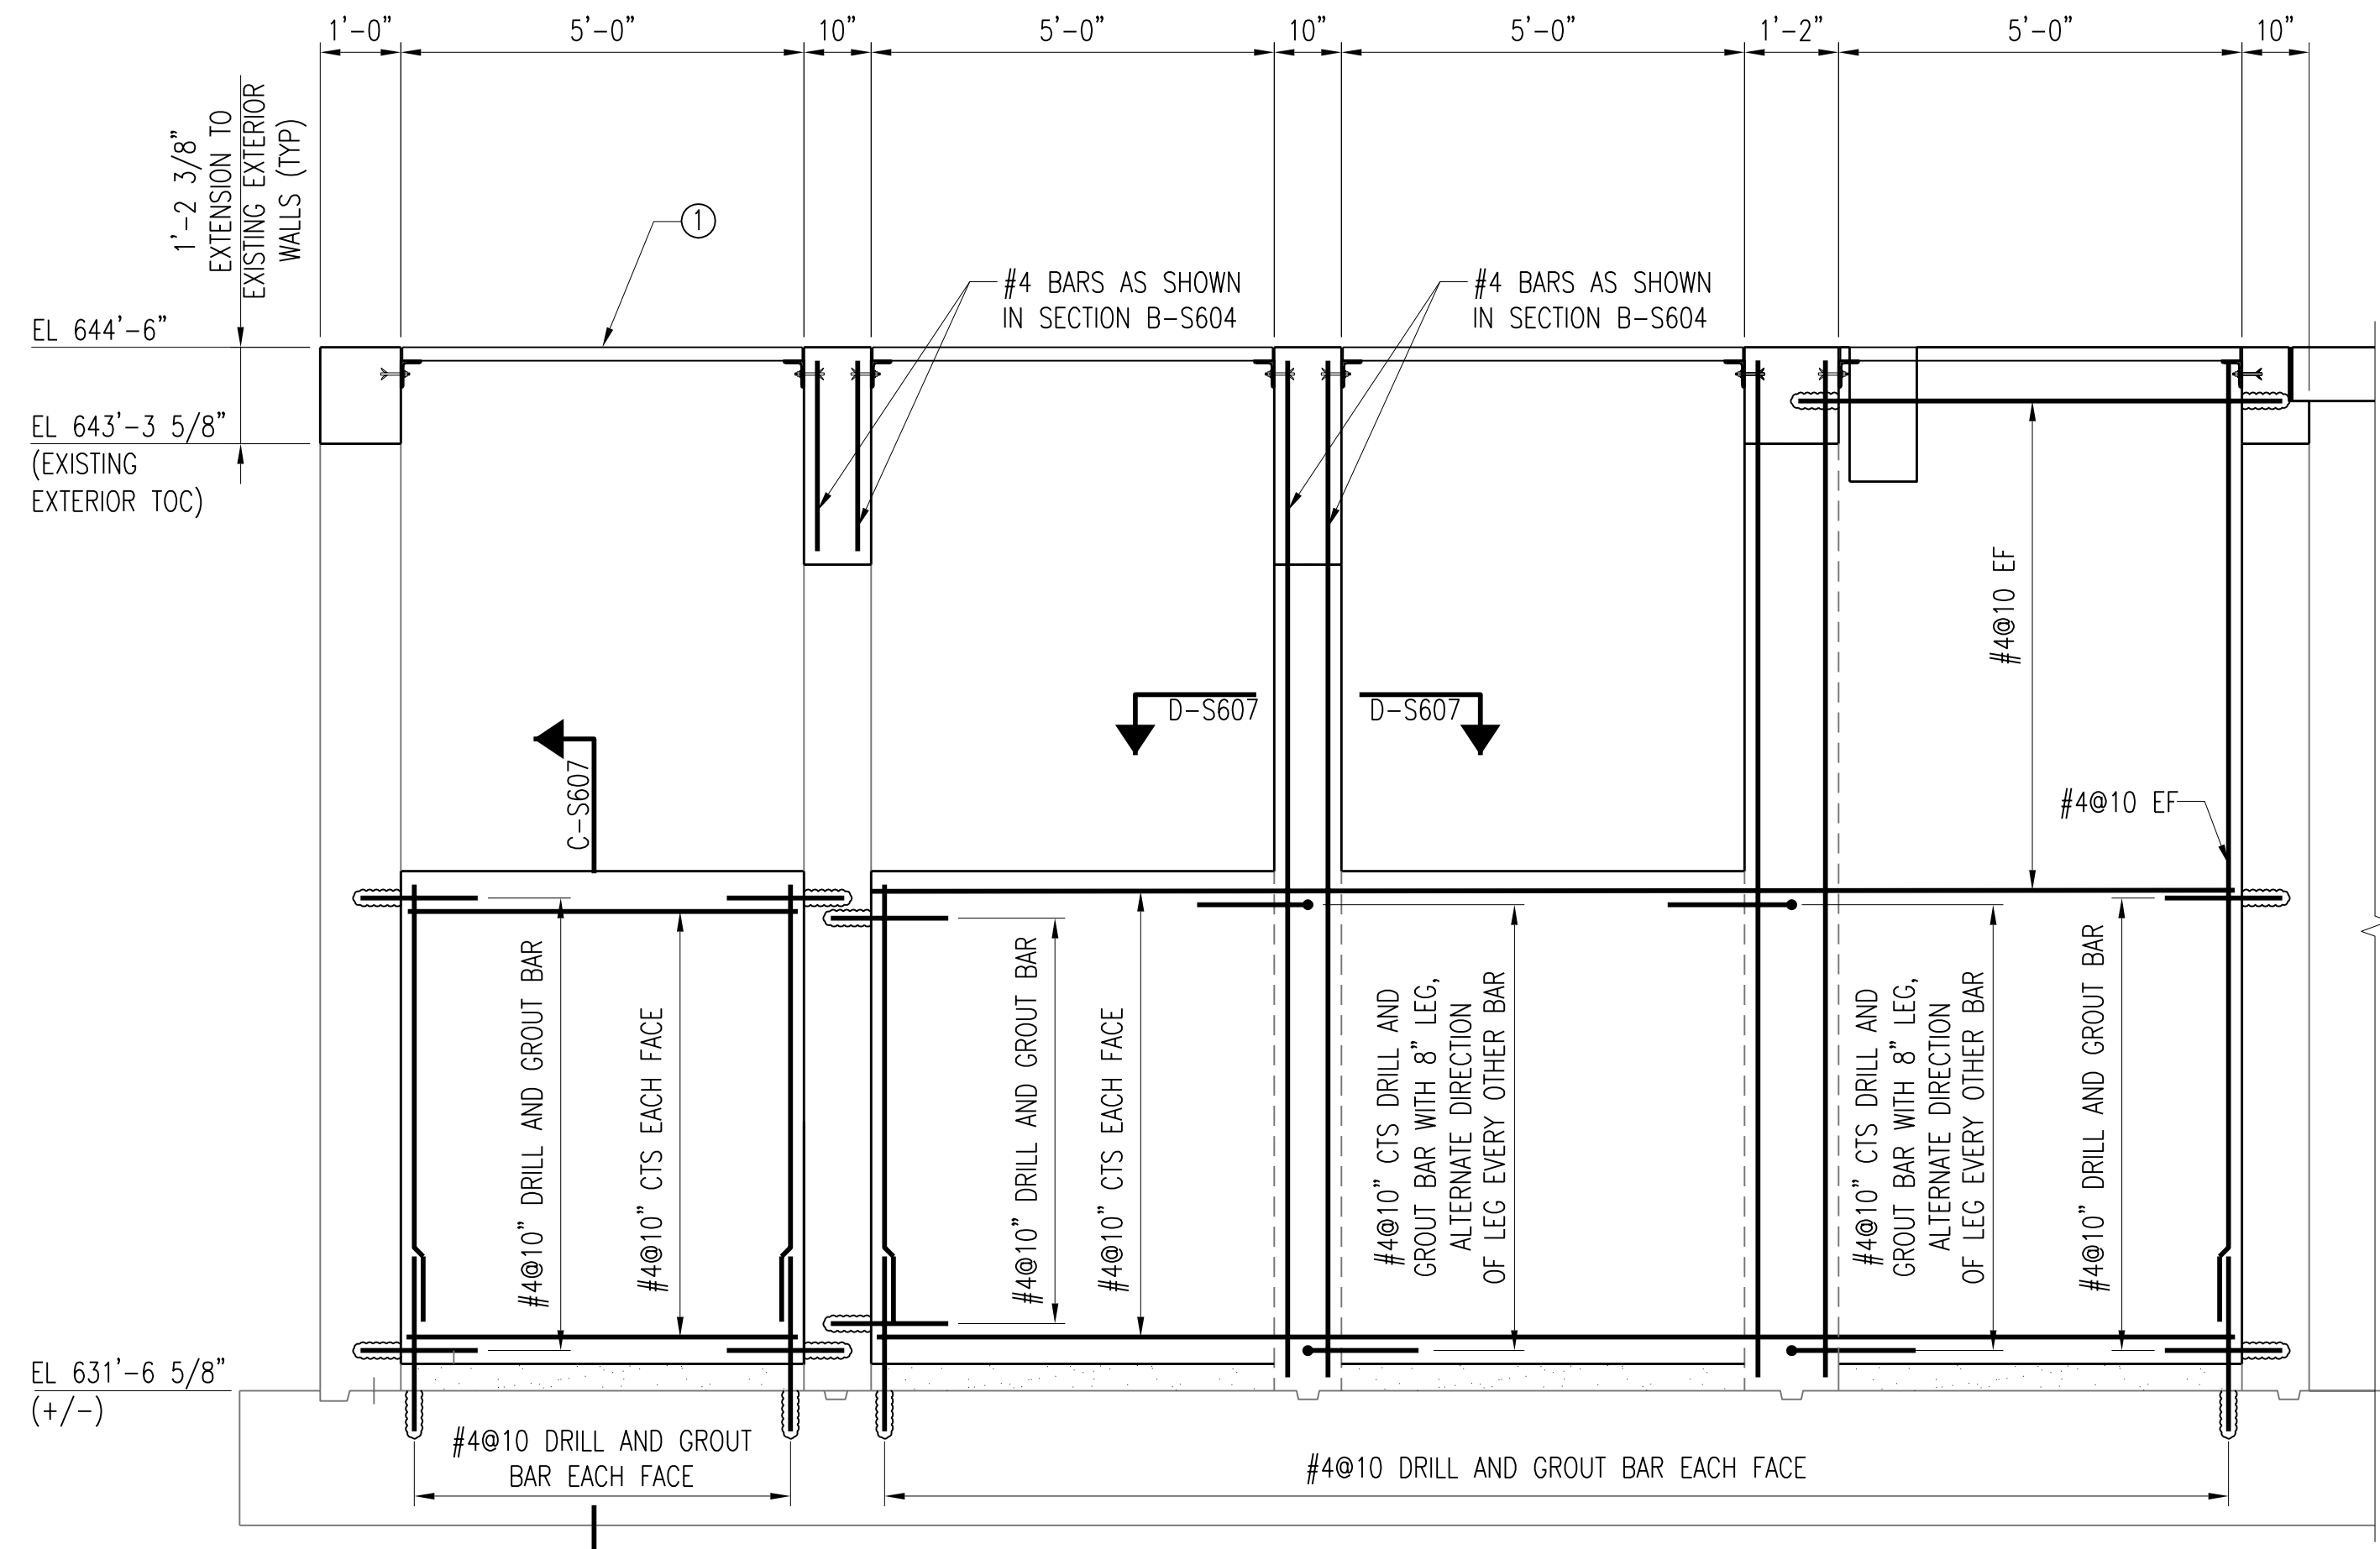 1'-0"
5'-0"
10"
5'-0"
10"
5'-0"
1'-2"
5'-0"
10"
1'-2 3/8"
EXTENSION TO
EXISTING EXTERIOR
WALLS (TYP)
1
#4 BARS AS SHOWN
IN SECTION B-S604
#4 BARS AS SHOWN
IN SECTION B-S604
EL 644'-6"
EL 643'-3 5/8"
(EXISTING
EXTERIOR TOC)
#4@10 EF
D-S607
D-S607
C-S607
#4@10 EF
#4@10" DRILL AND GROUT BAR
#4@10" CTS EACH FACE
#4@10" DRILL AND GROUT BAR
#4@10" CTS EACH FACE
#4@10" CTS DRILL AND
GROUT BAR WITH 8" LEG,
ALTERNATE DIRECTION
OF LEG EVERY OTHER BAR
#4@10" CTS DRILL AND
GROUT BAR WITH 8" LEG,
ALTERNATE DIRECTION
OF LEG EVERY OTHER BAR
#4@10" DRILL AND GROUT BAR
EL 631'-6 5/8"
(+/-)
#4@10 DRILL AND GROUT
BAR EACH FACE
#4@10 DRILL AND GROUT BAR EACH FACE